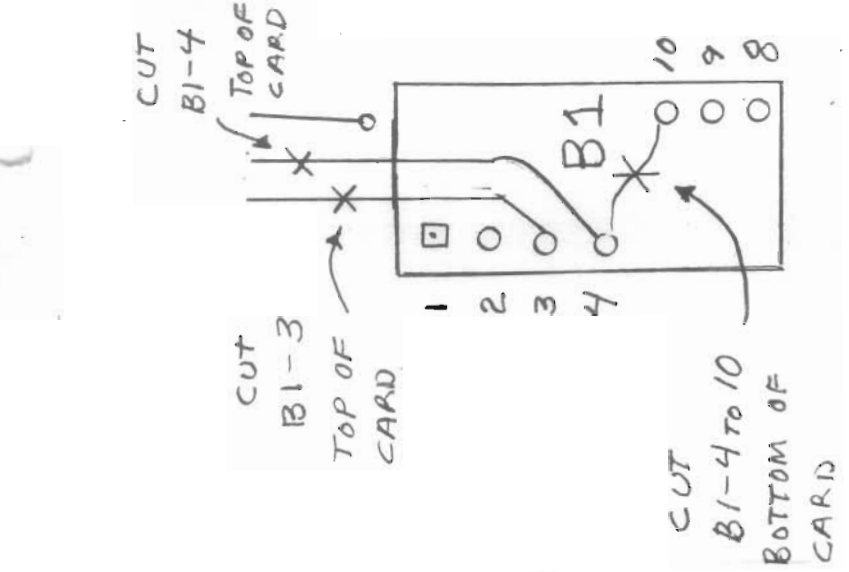 CUT
B1-4
TOP OF
CARD
B1
10
9
8
1
2
3
4
CUT
B1-3
TOP OF
CARD
CUT
B1-4 TO 10
BOTTOM OF
CARD